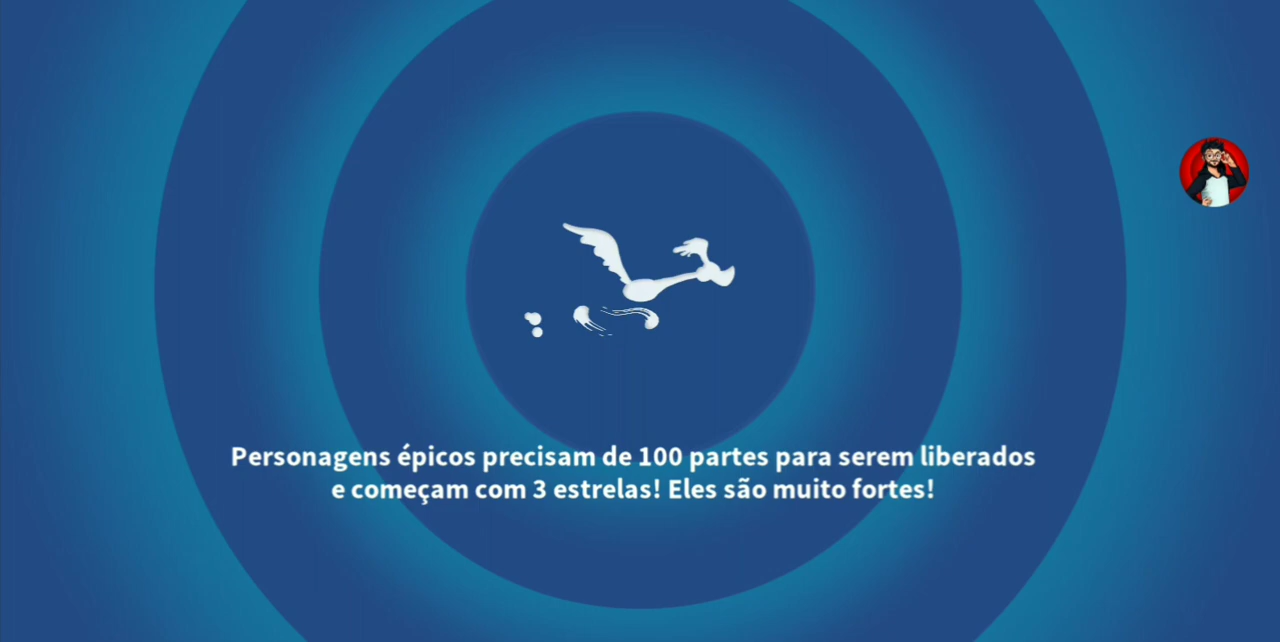 Personagens épicos precisam de 100 partes para serem liberados
e começam com 3 estrelas! Eles são muito fortes!